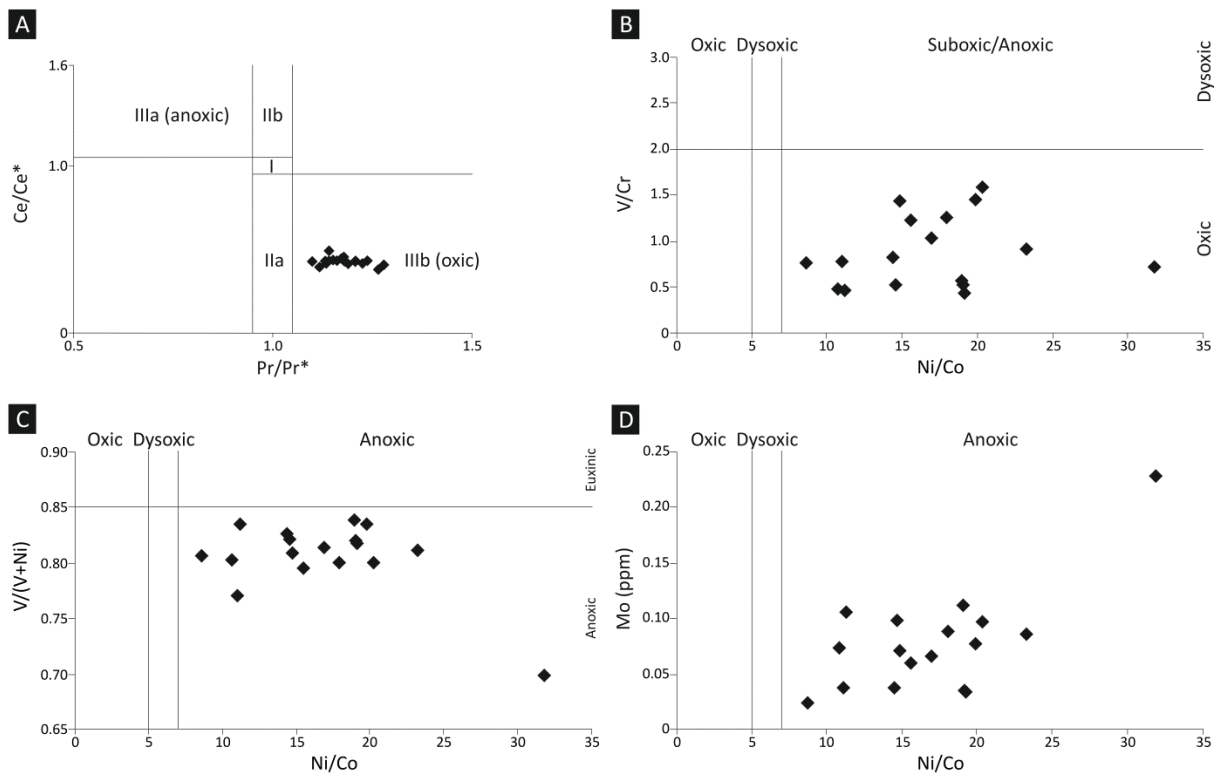 A
1.6
IIIa (anoxic)
IIb
1.0
I
Ce/Ce*
IIa
IIIb (oxic)
0
0.5
1.0
1.5
Pr/Pr*
B
Oxic
Dysoxic
Suboxic/Anoxic
Dysoxic
3.0
2.5
2.0
1.5
1.0
0.5
0
V/Cr
Oxic
0
5
10
15
20
25
30
35
Ni/Co
C
Oxic
Dysoxic
Anoxic
Euxinic
0.90
0.85
0.80
0.75
0.70
0.65
V/(V+Ni)
Anoxic
0
5
10
15
20
25
30
35
Ni/Co
D
Oxic
Dysoxic
Anoxic
0.25
0.20
0.15
0.10
0.05
0
Mo (ppm)
0
5
10
15
20
25
30
35
Ni/Co